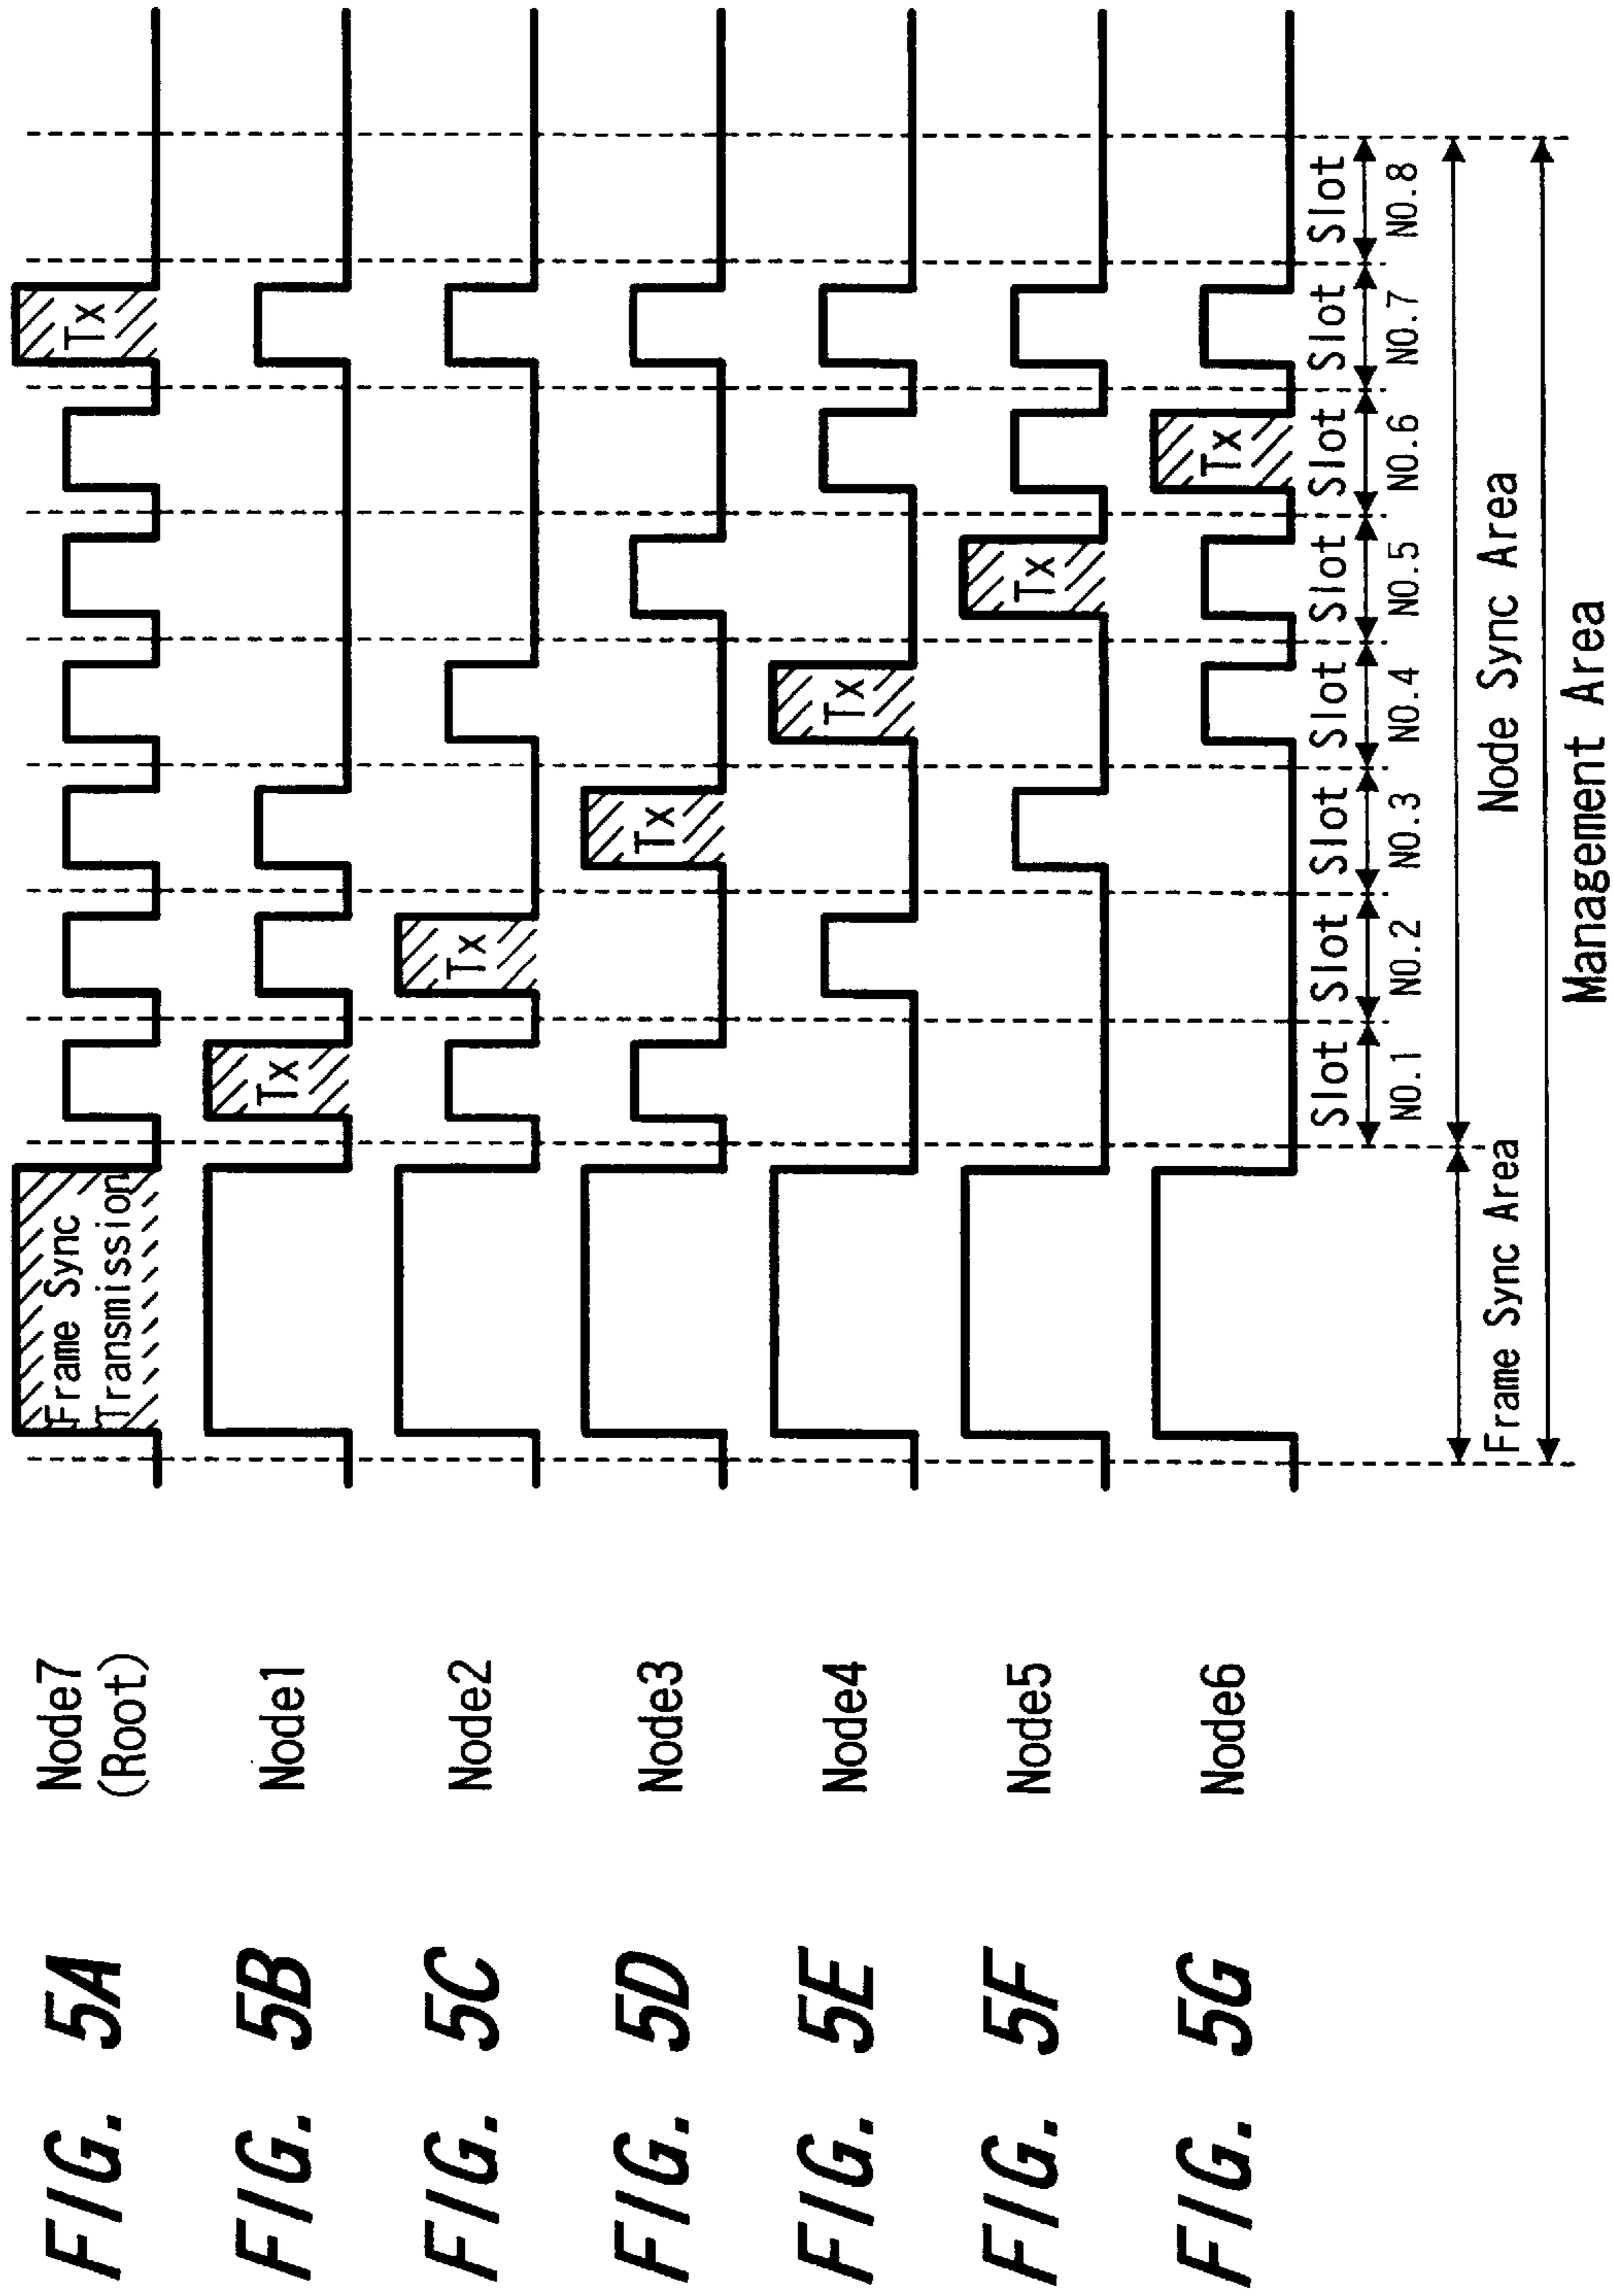 FIG. 5A
Node7
(Root)
Frame Sync
Transmission
Tx
FIG. 5B
Node1
Tx
FIG. 5C
Node2
Tx
FIG. 5D
Node3
Tx
FIG. 5E
Node4
Tx
FIG. 5F
Node5
Tx
FIG. 5G
Node6
Tx
Slot Slot Slot Slot Slot Slot Slot Slot
NO.1 NO.2 NO.3 NO.4 NO.5 NO.6 NO.7 NO.8
Frame Sync Area
Node Sync Area
Management Area